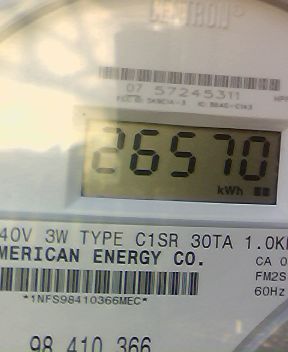 CENTRON®
07 57245311
26570
kWh
40V 3W TYPE C1SR 30TA 1.0K
MERICAN ENERGY CO.
CA 0
FM2S
60Hz
*1NFS98410366MEC*
98 410 366